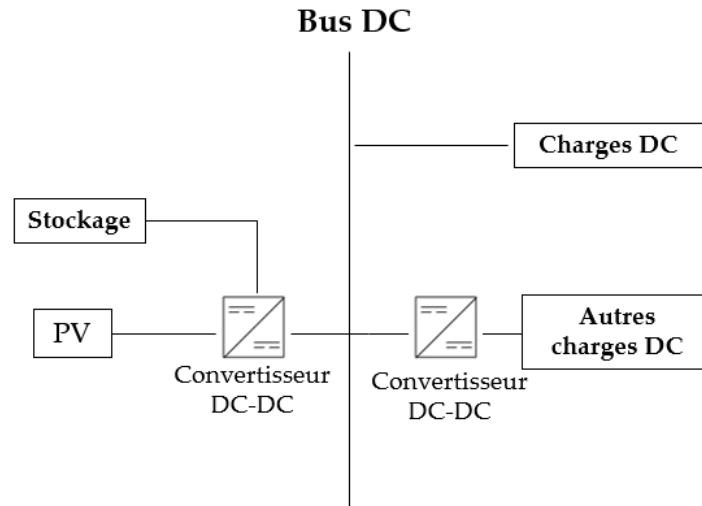 Bus DC
Charges DC
Stockage
PV
Convertisseur
DC-DC
Convertisseur
DC-DC
Autres
charges DC